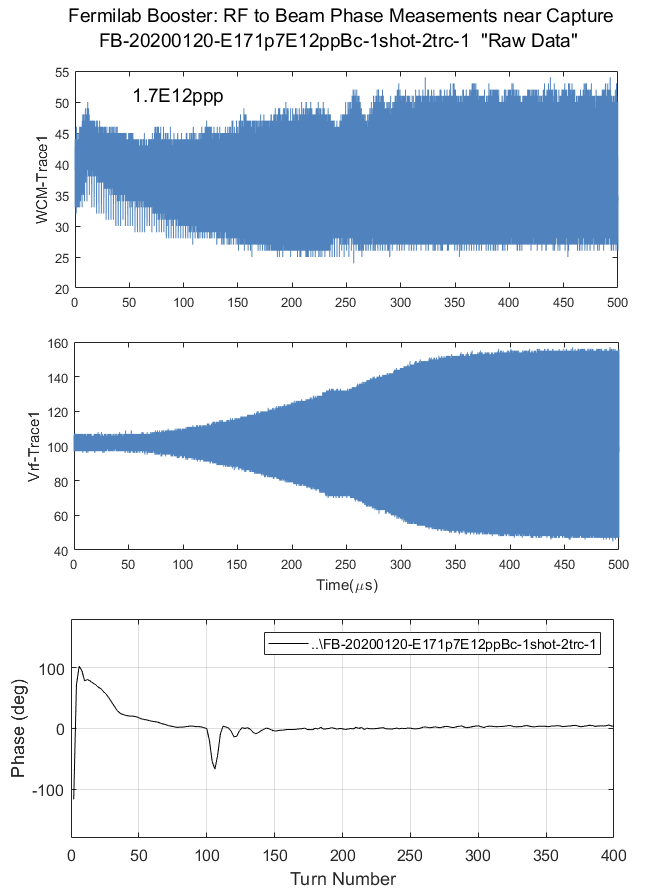 Fermilab Booster: RF to Beam Phase Measements near Capture
FB-20200120-E171p7E12ppBc-1shot-2trc-1 "Raw Data"
55
50
45
40
35
30
25
20
WCM-Trace1
1.7E12ppp
0 50 100 150 200 250 300 350 400 450 500
160
140
120
100
80
60
40
Vrf-Trace1
0 50 100 150 200 250 300 350 400 450 500
Time(μs)
..\FB-20200120-E171p7E12ppBc-1shot-2trc-1
100
0
-100
Phase (deg)
0 50 100 150 200 250 300 350 400
Turn Number